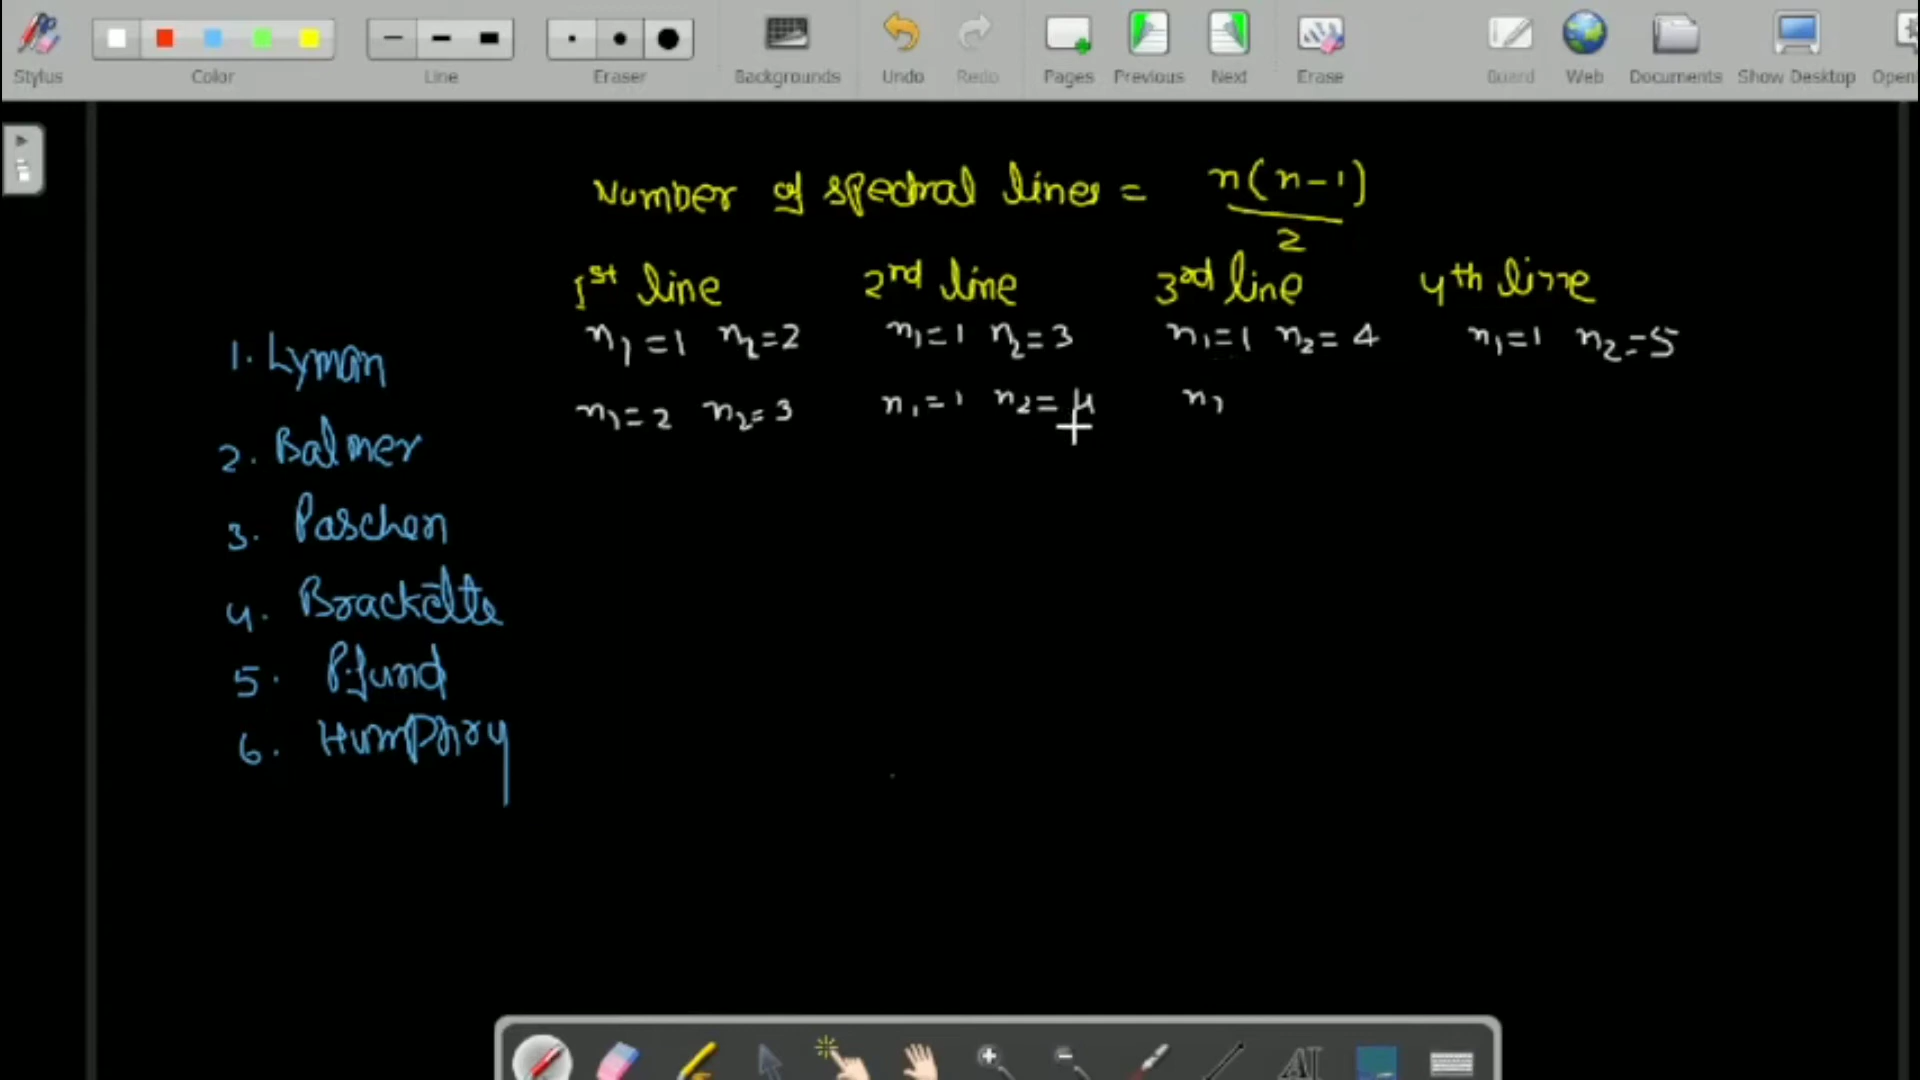 Stylus Color Line Eraser Backgrounds Undo Redo Pages Previous Next Erase Board Web Documents Show Desktop Open
Number of spectral lines = n(n-1)
2
1st line 2nd line 3rd line 4th line
1. Lyman n1=1 n2=2 n1=1 n2=3 n1=1 n2=4 n1=1 n2=5
2. Balmer n1=2 n2=3 n1=1 n2=4 n1
3. Paschen
4. Brackette
5. Pfund
6. Humphry